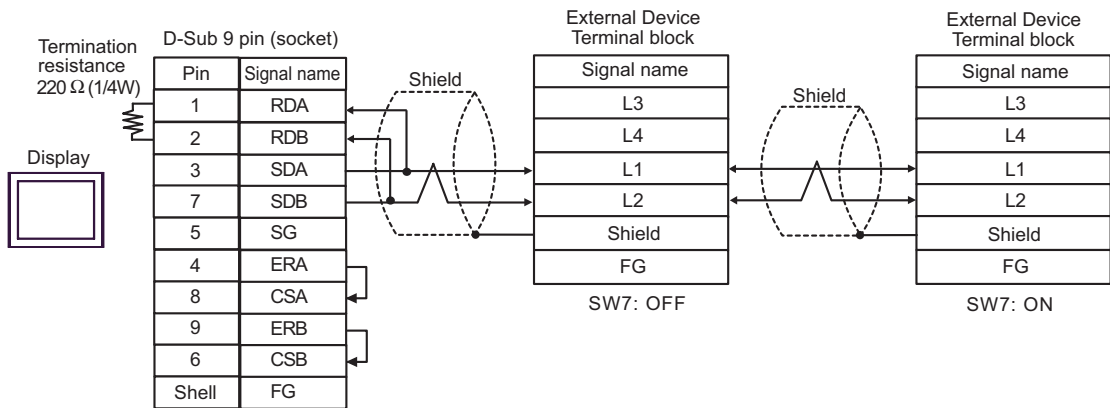 Termination
resistance
220 Ω (1/4W)
Display
D-Sub 9 pin (socket)
Pin Signal name
1 RDA
2 RDB
3 SDA
7 SDB
5 SG
4 ERA
8 CSA
9 ERB
6 CSB
Shell FG
Shield
External Device
Terminal block
Signal name
L3
L4
L1
L2
Shield
FG
SW7: OFF
Shield
External Device
Terminal block
Signal name
L3
L4
L1
L2
Shield
FG
SW7: ON